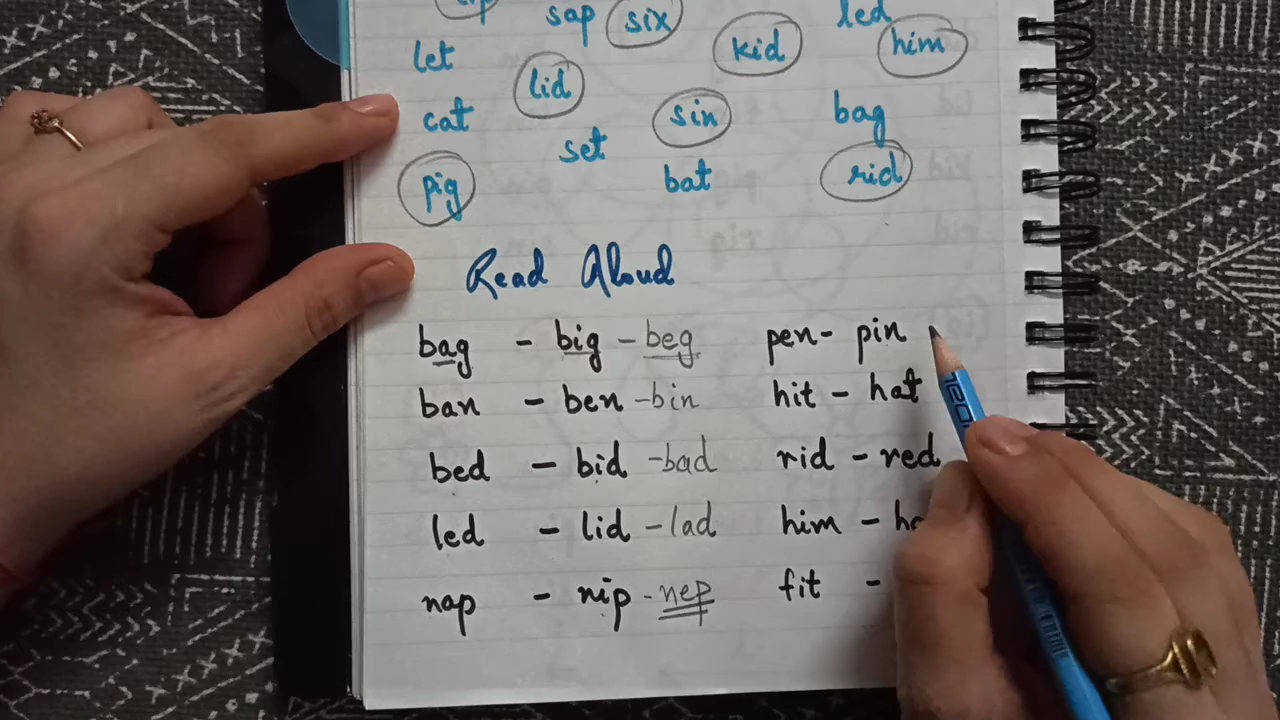 sap six led
let kid him
lid
cat sin bag
set
pig bat rid
Read Aloud
bag - big - beg pen - pin
ban - ben - bin hit - hat
bed - bid - bad rid - red
led - lid - lad him -
nap - nip - nep fit -